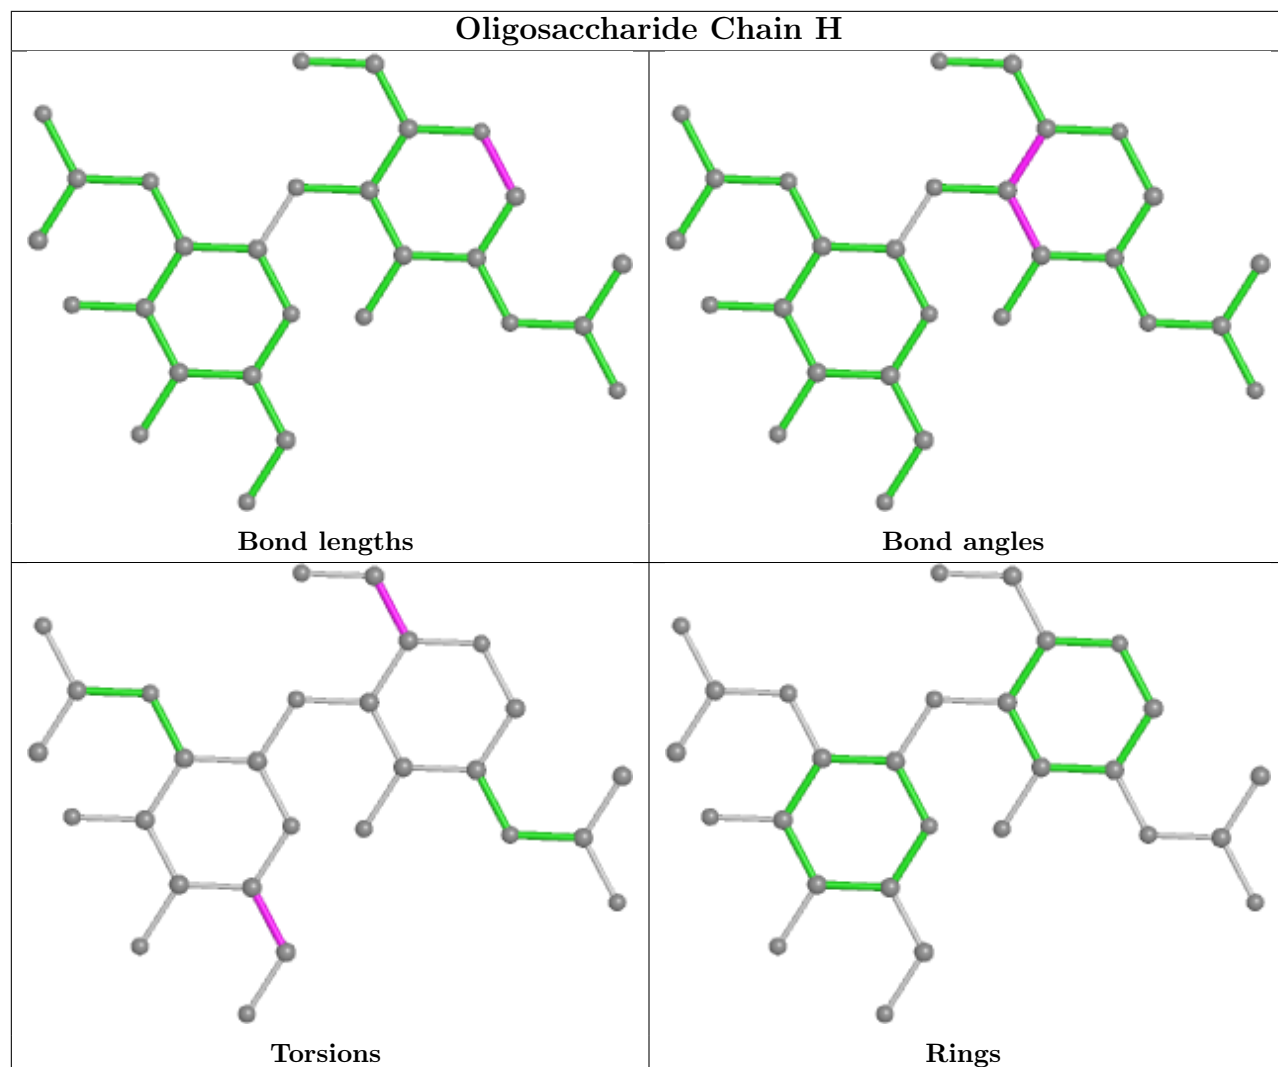 Oligosaccharide Chain H
Bond lengths
Bond angles
Torsions
Rings